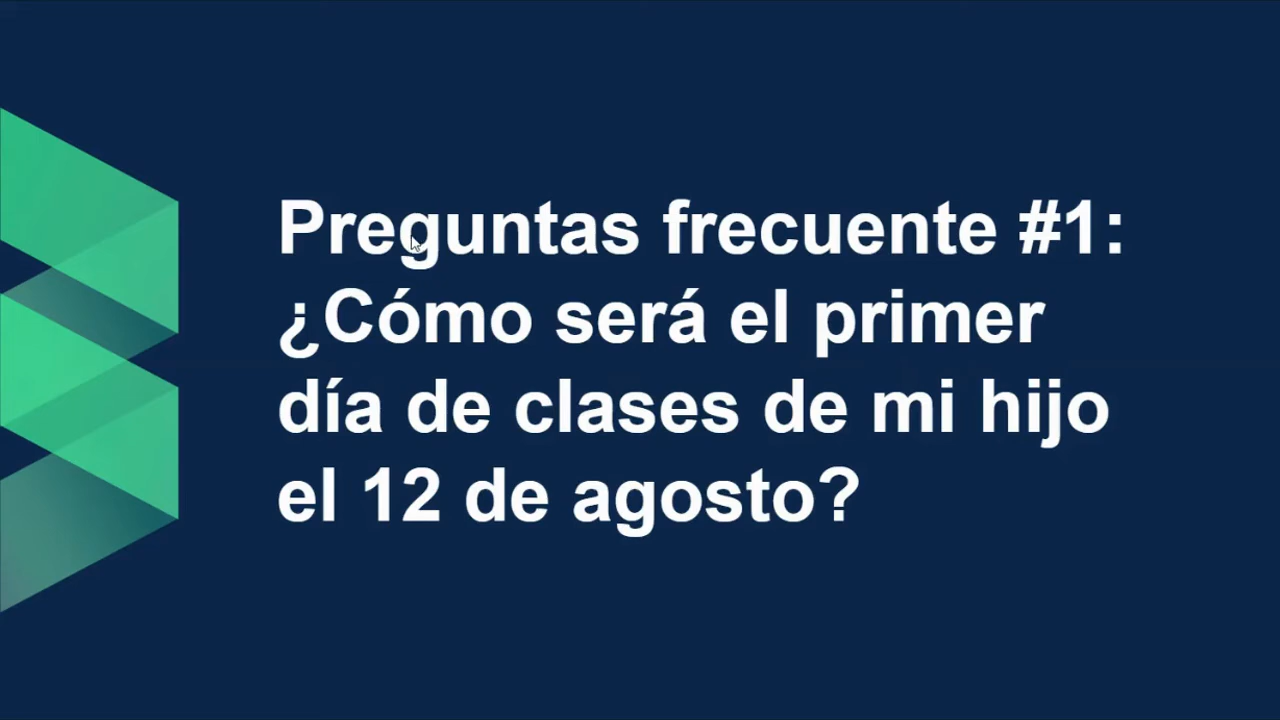 Preguntas frecuente #1:
¿Cómo será el primer
día de clases de mi hijo
el 12 de agosto?